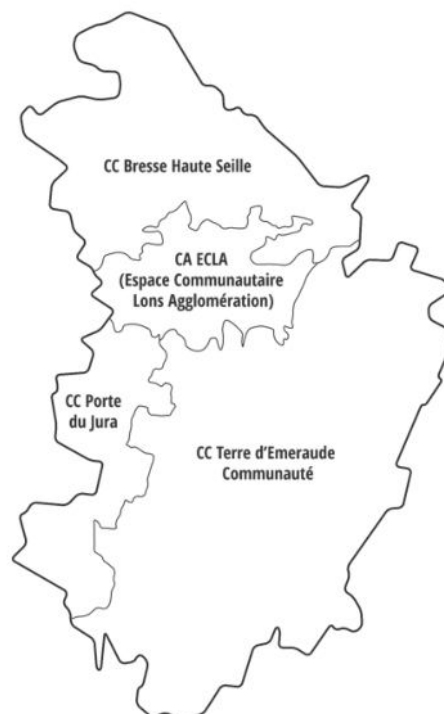 CC Bresse Haute Seille
CA ECLA
(Espace Communautaire
Lons Agglomération)
CC Porte
du Jura
CC Terre d'Emeraude
Communauté